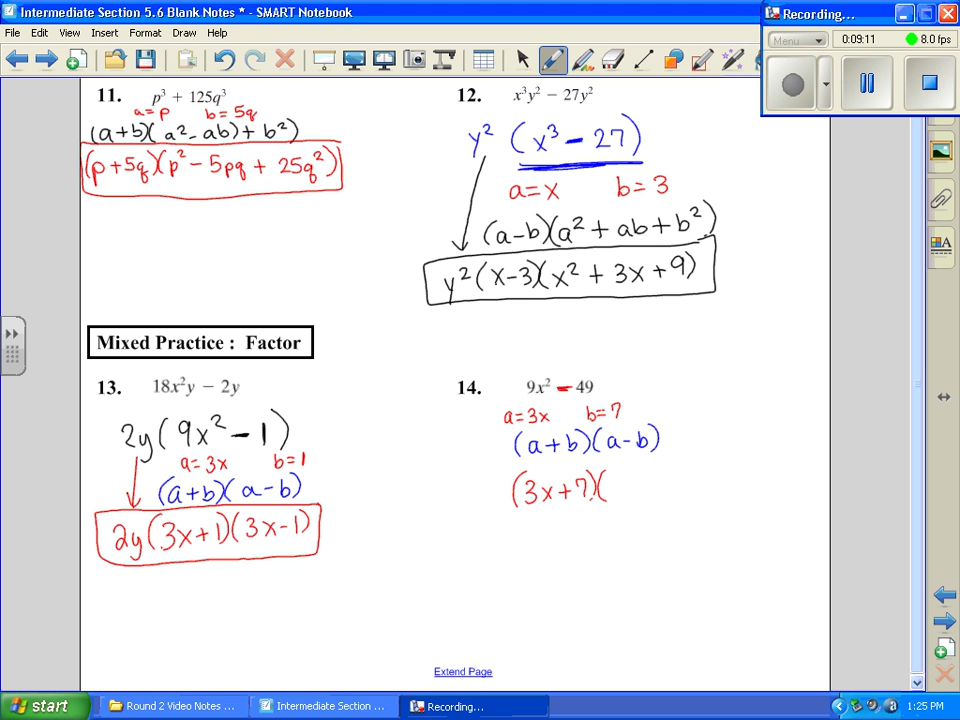 Intermediate Section 5.6 Blank Notes * - SMART Notebook
File Edit View Insert Format Draw Help
Recording...
Menu
0:09:11
8.0 fps
11. p³ + 125q³
a = p b = 5q
(a+b)(a² - ab) + b²)
(p+5q)(p² - 5pq + 25q²)
12. x³y² − 27y²
y² (x³ - 27)
a = x b = 3
(a-b)(a² + ab + b²)
y² (x-3)(x² + 3x + 9)
Mixed Practice : Factor
13. 18x²y − 2y
2y (9x² - 1)
a = 3x b = 1
(a+b)(a-b)
2y (3x+1)(3x-1)
14. 9x² - 49
a = 3x b = 7
(a+b)(a-b)
(3x+7)(
Extend Page
start
Round 2 Video Notes ...
Intermediate Section ...
Recording...
1:25 PM